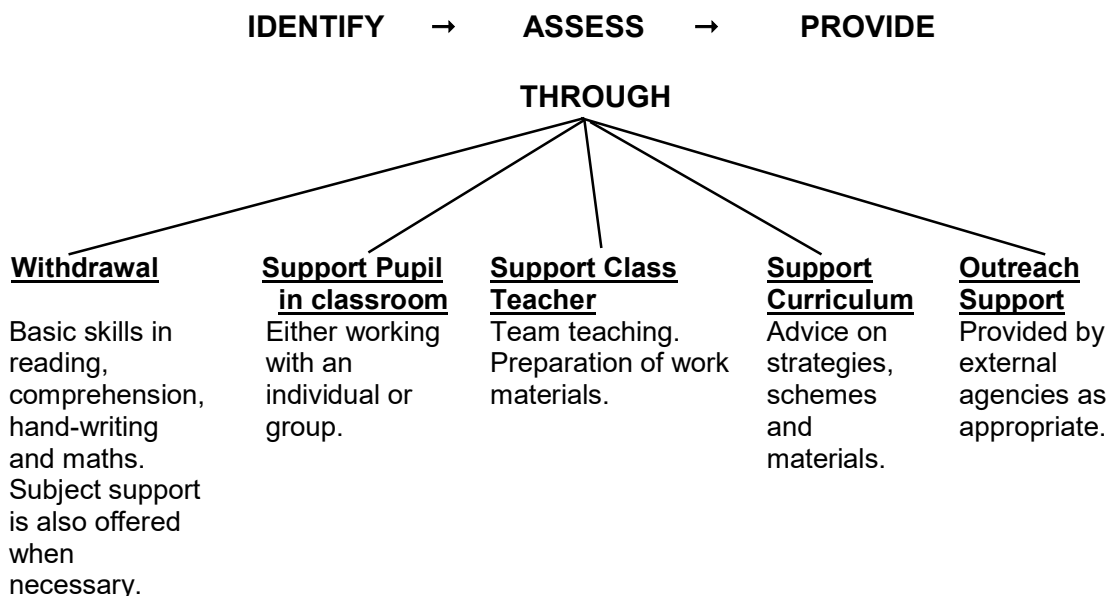 IDENTIFY → ASSESS → PROVIDE
THROUGH
Withdrawal
Basic skills in
reading,
comprehension,
hand-writing
and maths.
Subject support
is also offered
when
necessary.
Support Pupil
in classroom
Either working
with an
individual or
group.
Support Class
Teacher
Team teaching.
Preparation of work
materials.
Support
Curriculum
Advice on
strategies,
schemes
and
materials.
Outreach
Support
Provided by
external
agencies as
appropriate.